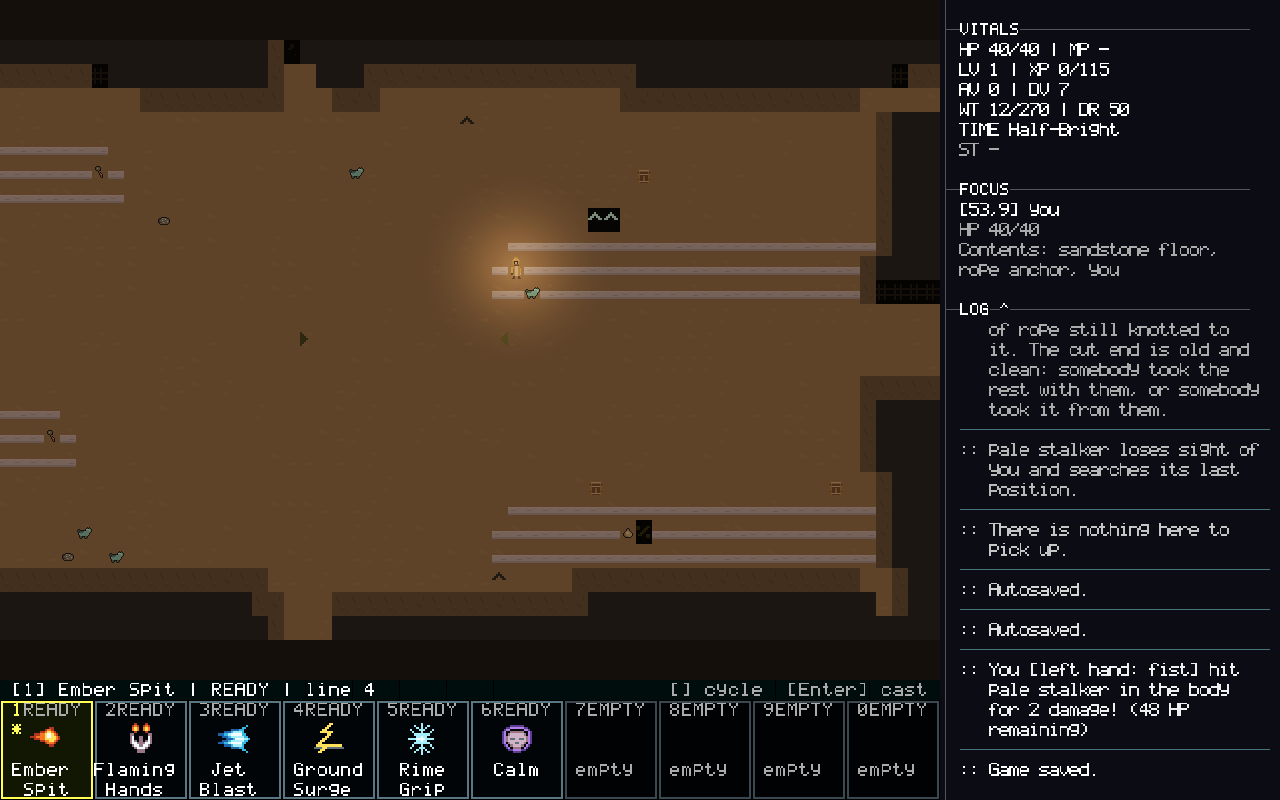 VITALS
HP 40/40 | MP -
LV 1 | XP 0/115
AV 0 | DV 7
WT 12/270 | DR 50
TIME Half-Bright
ST -
FOCUS
[53,9] You
HP 40/40
Contents: sandstone floor,
rope anchor, You
LOG ^
of rope still knotted to
it. The cut end is old and
clean: somebody took the
rest with them, or somebody
took it from them.
:: Pale stalker loses sight of
you and searches its last
position.
:: There is nothing here to
pick up.
:: Autosaved.
:: Autosaved.
:: You [left hand: fist] hit
Pale stalker in the body
for 2 damage! (48 HP
remaining)
:: Game saved.
[1] Ember Spit | READY | line 4
[] cycle [Enter] cast
1READY 2READY 3READY 4READY 5READY 6READY 7EMPTY 8EMPTY 9EMPTY 0EMPTY
*
Ember Flaming Jet Ground Rime Calm empty empty empty empty
Spit Hands Blast Surge Grip